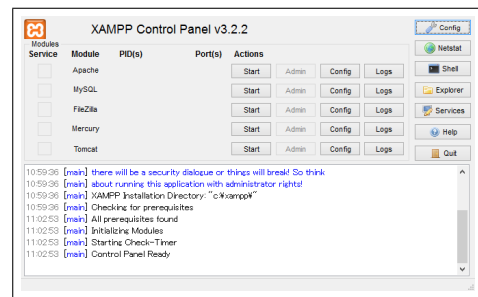 XAMPP Control Panel v3.2.2
Config
Modules
Service Module PID(s) Port(s) Actions
Netstat
Apache Start Admin Config Logs
Shell
MySQL Start Admin Config Logs
Explorer
FileZilla Start Admin Config Logs
Services
Mercury Start Admin Config Logs
Help
Tomcat Start Admin Config Logs
Quit
10:59:36 [main] there will be a security dialogue or things will break! So think
10:59:36 [main] about running this application with administrator rights!
10:59:36 [main] XAMPP Installation Directory: "c:¥xampp¥"
10:59:36 [main] Checking for prerequisites
11:02:53 [main] All prerequisites found
11:02:53 [main] Initializing Modules
11:02:53 [main] Starting Check-Timer
11:02:53 [main] Control Panel Ready